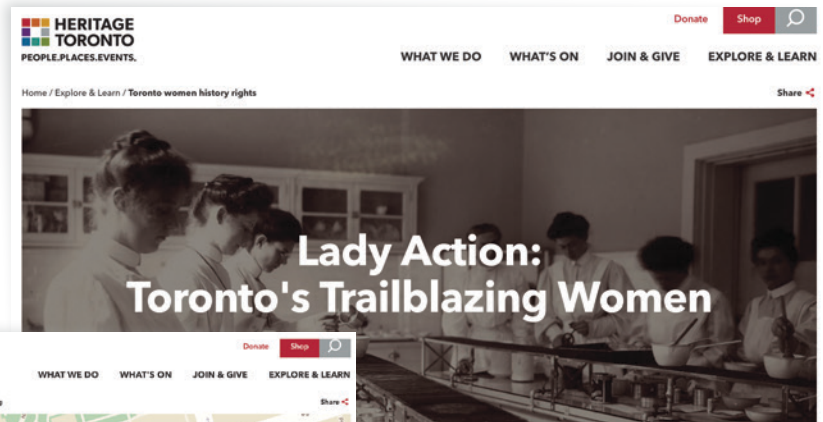 HERITAGE
TORONTO
PEOPLE.PLACES.EVENTS.
Donate Shop
WHAT WE DO WHAT'S ON JOIN & GIVE EXPLORE & LEARN
Home / Explore & Learn / Toronto women history rights Share
Lady Action:
Toronto's Trailblazing Women
Donate Shop
WHAT WE DO WHAT'S ON JOIN & GIVE EXPLORE & LEARN
Share